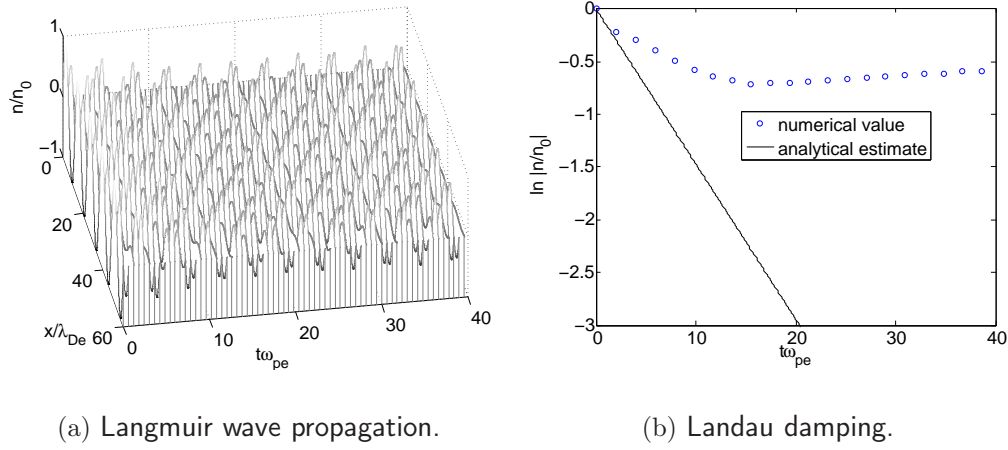 1
0
−1
n/n0
0
20
40
60
x/λDe
0
10
20
30
40
tωpe
0
−0.5
−1
−1.5
−2
−2.5
−3
ln |n/n0|
numerical value
analytical estimate
0
10
20
30
40
tωpe
(a) Langmuir wave propagation.
(b) Landau damping.